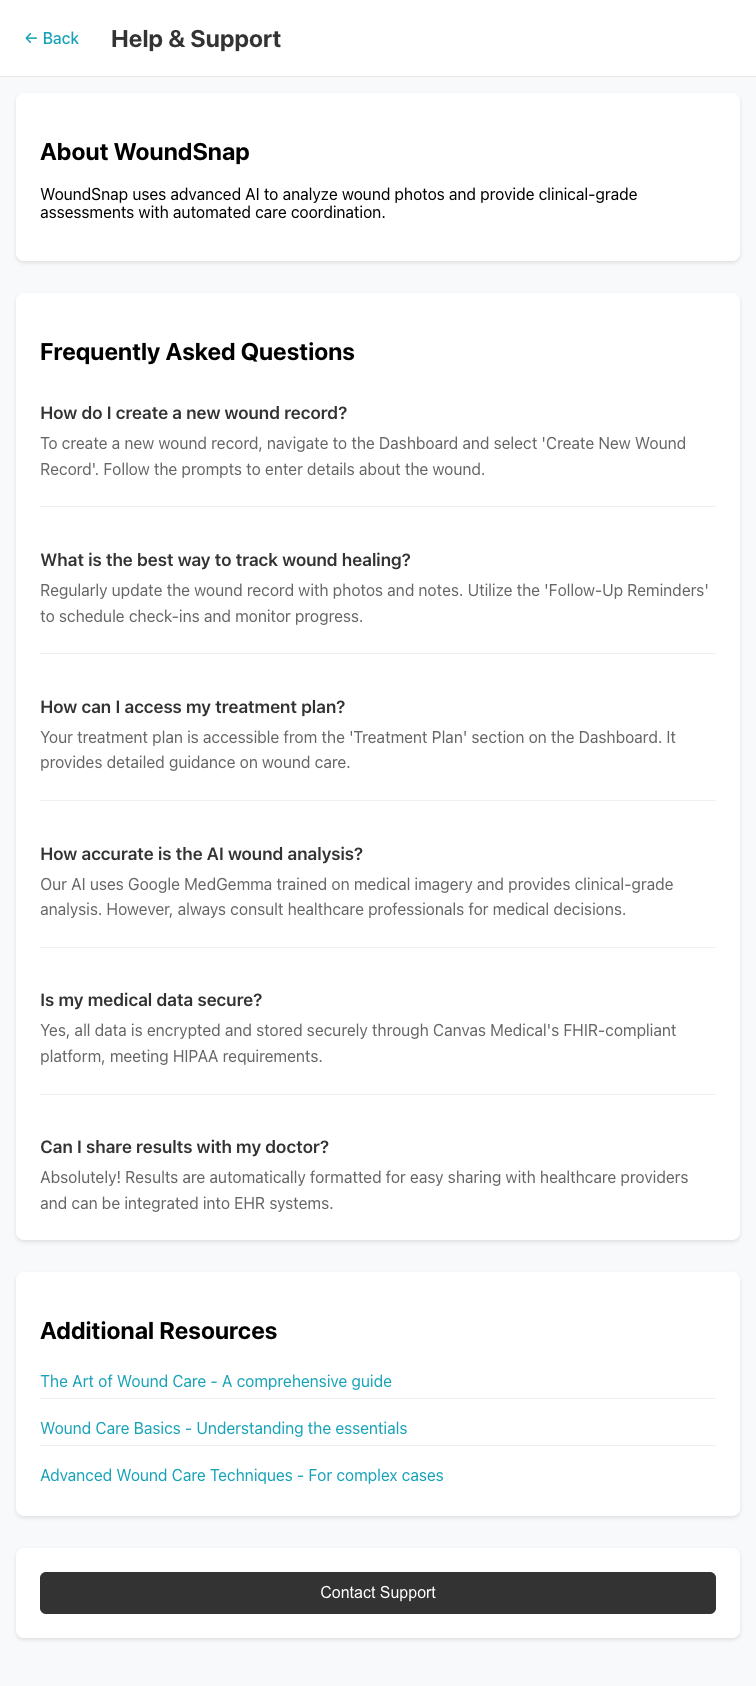 ← Back
Help & Support
About WoundSnap
WoundSnap uses advanced AI to analyze wound photos and provide clinical-grade
assessments with automated care coordination.
Frequently Asked Questions
How do I create a new wound record?
To create a new wound record, navigate to the Dashboard and select 'Create New Wound
Record'. Follow the prompts to enter details about the wound.
What is the best way to track wound healing?
Regularly update the wound record with photos and notes. Utilize the 'Follow-Up Reminders'
to schedule check-ins and monitor progress.
How can I access my treatment plan?
Your treatment plan is accessible from the 'Treatment Plan' section on the Dashboard. It
provides detailed guidance on wound care.
How accurate is the AI wound analysis?
Our AI uses Google MedGemma trained on medical imagery and provides clinical-grade
analysis. However, always consult healthcare professionals for medical decisions.
Is my medical data secure?
Yes, all data is encrypted and stored securely through Canvas Medical's FHIR-compliant
platform, meeting HIPAA requirements.
Can I share results with my doctor?
Absolutely! Results are automatically formatted for easy sharing with healthcare providers
and can be integrated into EHR systems.
Additional Resources
The Art of Wound Care - A comprehensive guide
Wound Care Basics - Understanding the essentials
Advanced Wound Care Techniques - For complex cases
Contact Support